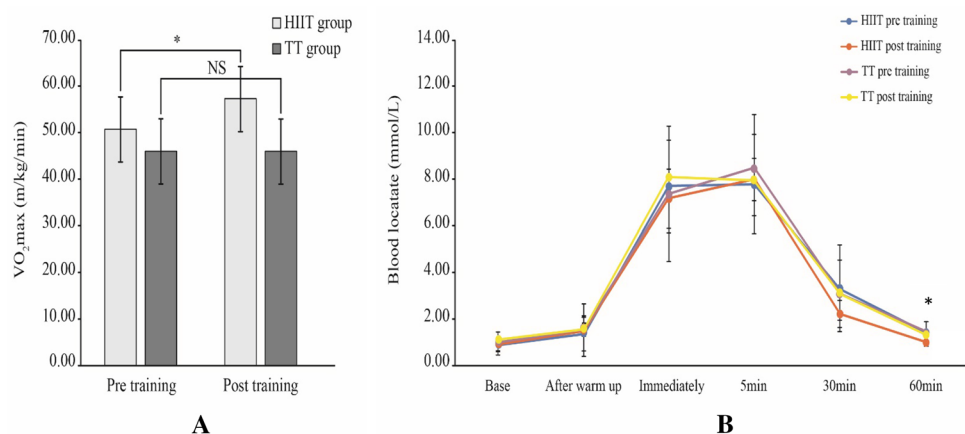 HIIT group
TT group
*
NS
VO2max (m/kg/min)
70.00
60.00
50.00
40.00
30.00
20.00
10.00
0.00
Pre training
Post training
A
HIIT pre training
HIIT post training
TT pre training
TT post training
Blood locatate (mmol/L)
14.00
12.00
10.00
8.00
6.00
4.00
2.00
0.00
*
Base
After warm up
Immediately
5min
30min
60min
B